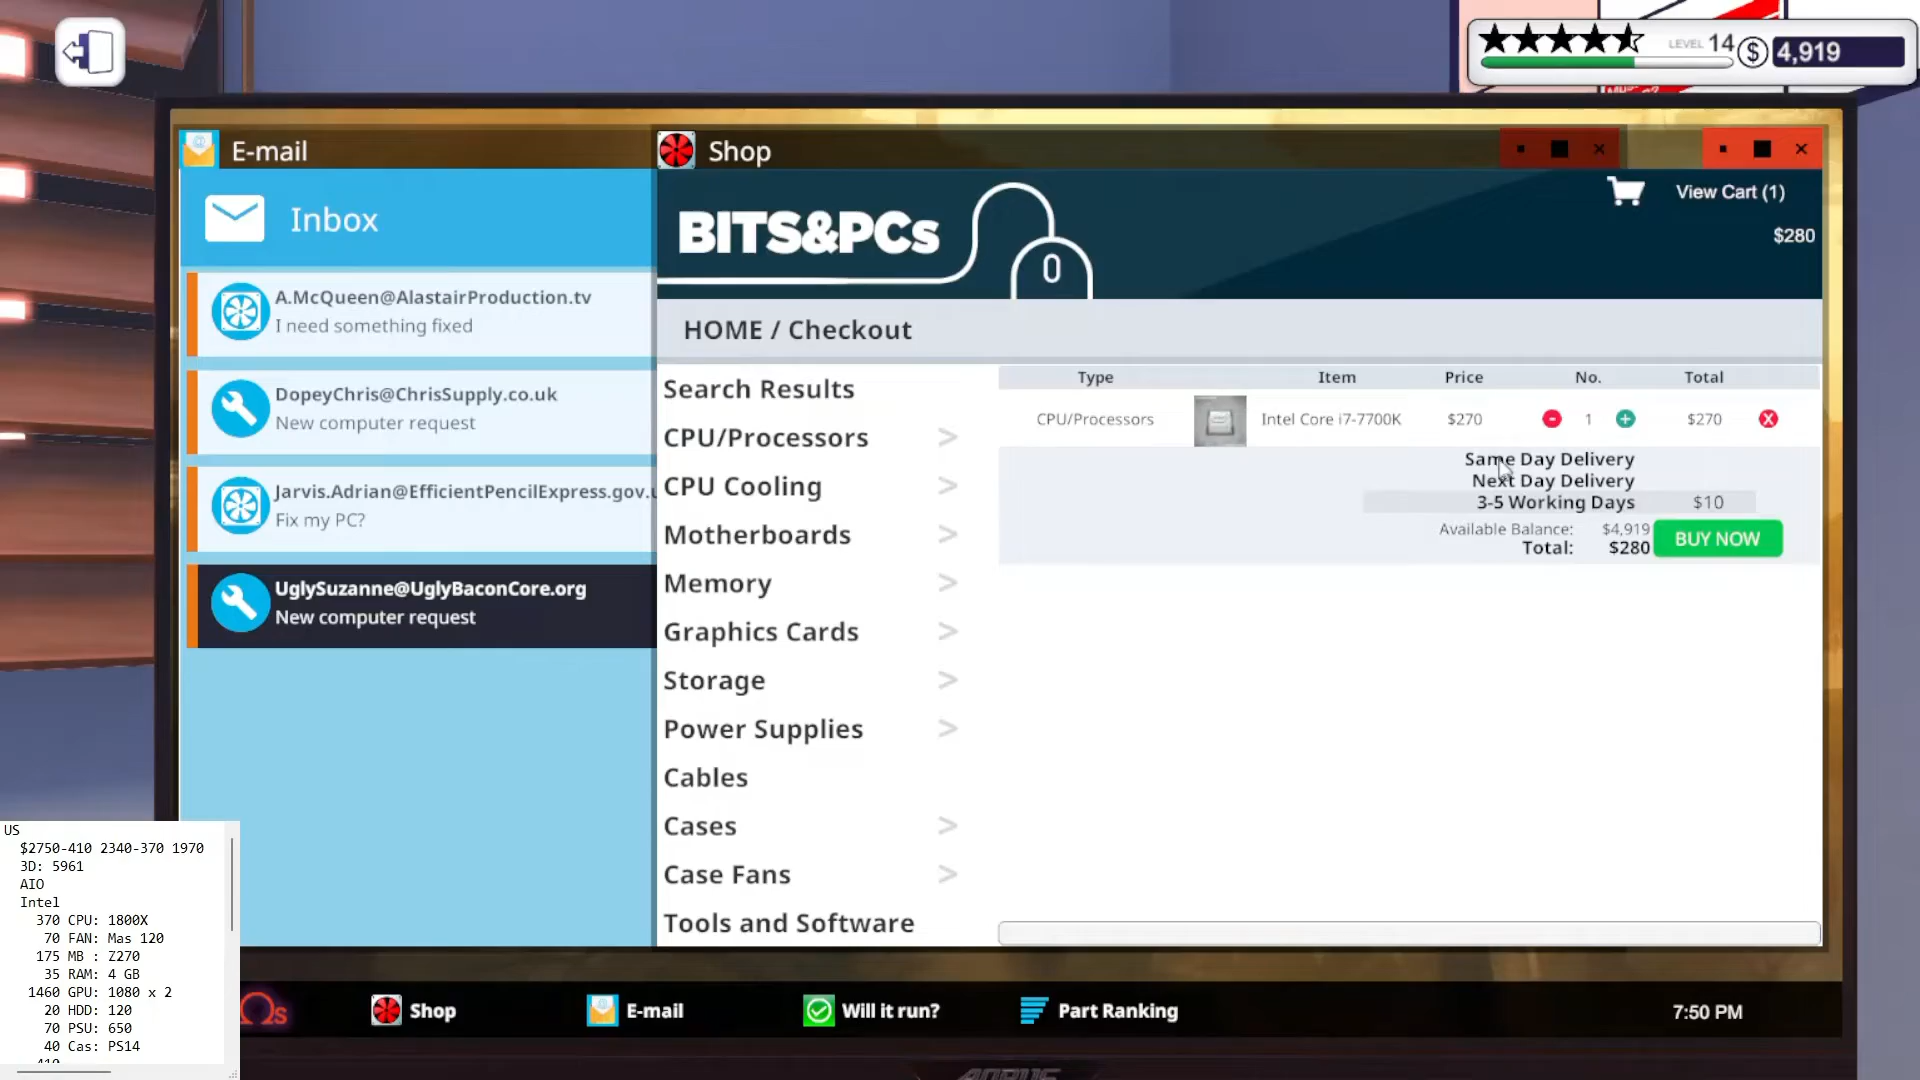 LEVEL 14
$ 4,919
E-mail
Shop
Inbox
BITS&PCs
View Cart (1)
$280
A.McQueen@AlastairProduction.tv
I need something fixed
HOME / Checkout
DopeyChris@ChrisSupply.co.uk
New computer request
Jarvis.Adrian@EfficientPencilExpress.gov.u
Fix my PC?
UglySuzanne@UglyBaconCore.org
New computer request
Search Results
CPU/Processors >
CPU Cooling >
Motherboards >
Memory >
Graphics Cards >
Storage >
Power Supplies >
Cables
Cases >
Case Fans >
Tools and Software
Type Item Price No. Total
CPU/Processors Intel Core i7-7700K $270 1 $270
Same Day Delivery
Next Day Delivery
3-5 Working Days $10
Available Balance: $4,919
Total: $280
BUY NOW
US
$2750-410 2340-370 1970
3D: 5961
AIO
Intel
370 CPU: 1800X
70 FAN: Mas 120
175 MB : Z270
35 RAM: 4 GB
1460 GPU: 1080 x 2
20 HDD: 120
70 PSU: 650
40 Cas: PS14
Shop
E-mail
Will it run?
Part Ranking
7:50 PM